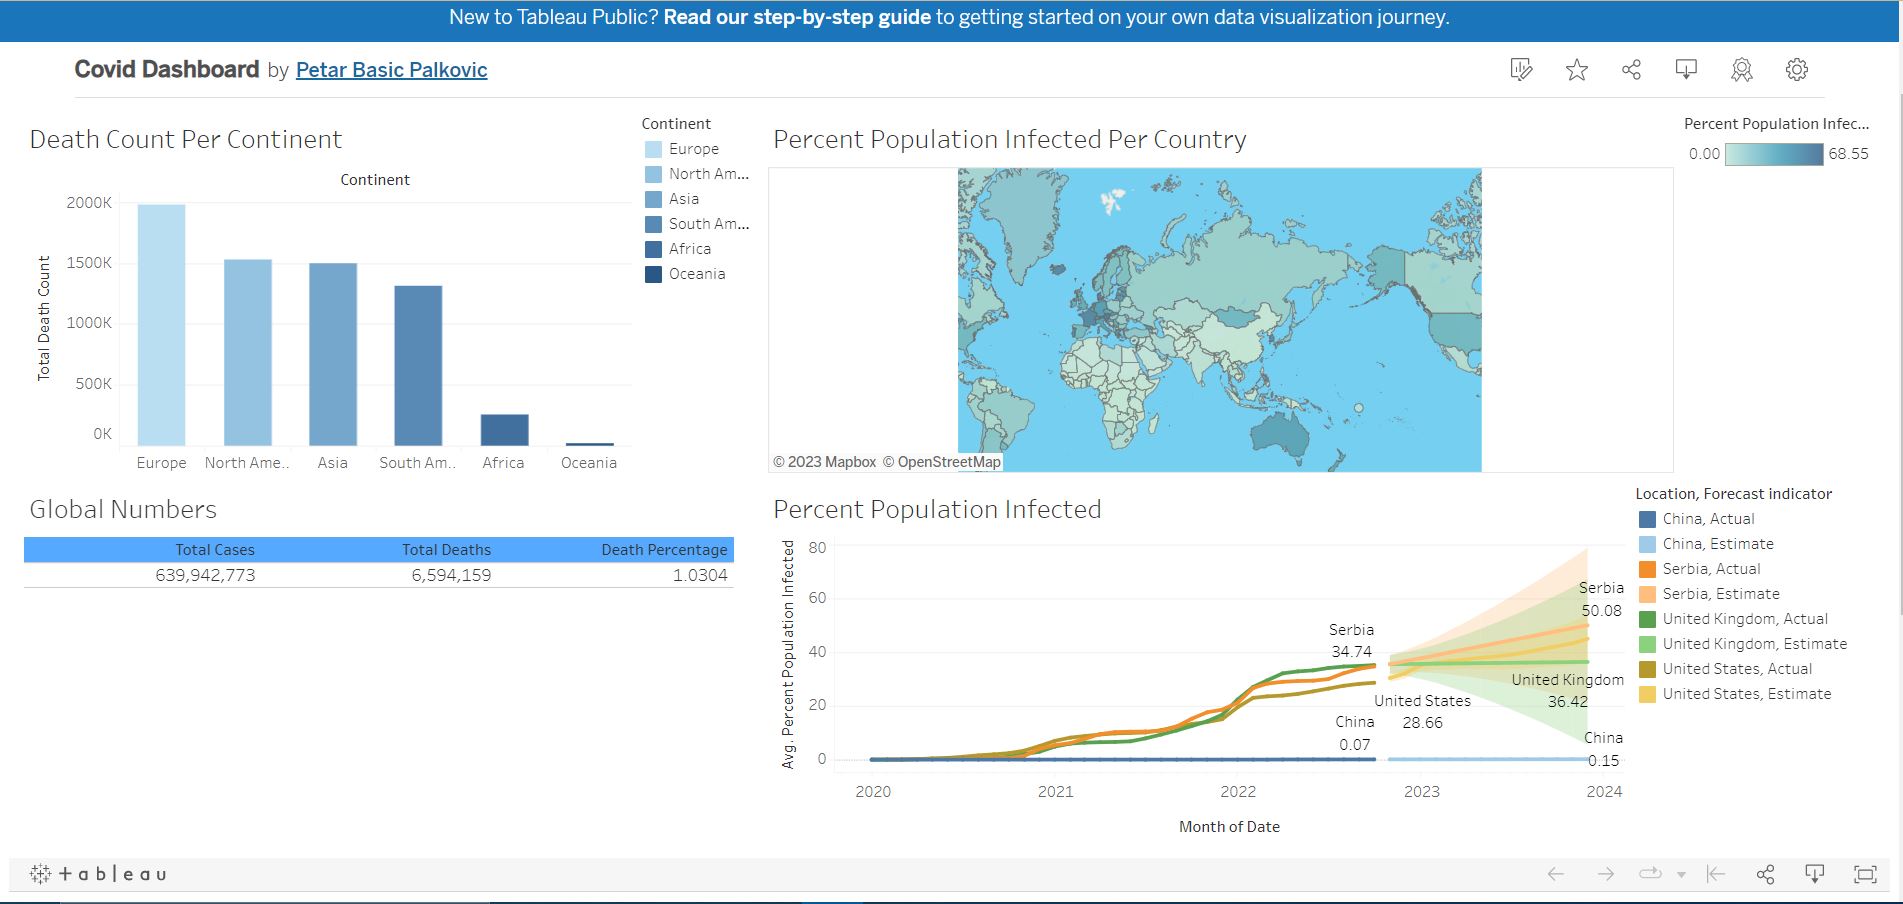 New to Tableau Public? Read our step-by-step guide to getting started on your own data visualization journey.
Covid Dashboard by Petar Basic Palkovic
Death Count Per Continent
Continent
Total Death Count
2000K
1500K
1000K
500K
0K
Europe North Ame.. Asia South Am.. Africa Oceania
Continent
Europe
North Am...
Asia
South Am...
Africa
Oceania
Percent Population Infected Per Country
© 2023 Mapbox © OpenStreetMap
Percent Population Infec...
0.00 68.55
Global Numbers
Total Cases Total Deaths Death Percentage
639,942,773 6,594,159 1.0304
Percent Population Infected
Avg. Percent Population Infected
80
60
40
20
0
Serbia
50.08
Serbia
34.74
United Kingdom
36.42
United States
28.66
China
0.07
China
0.15
2020 2021 2022 2023 2024
Month of Date
Location, Forecast indicator
China, Actual
China, Estimate
Serbia, Actual
Serbia, Estimate
United Kingdom, Actual
United Kingdom, Estimate
United States, Actual
United States, Estimate
+ a b l e a u